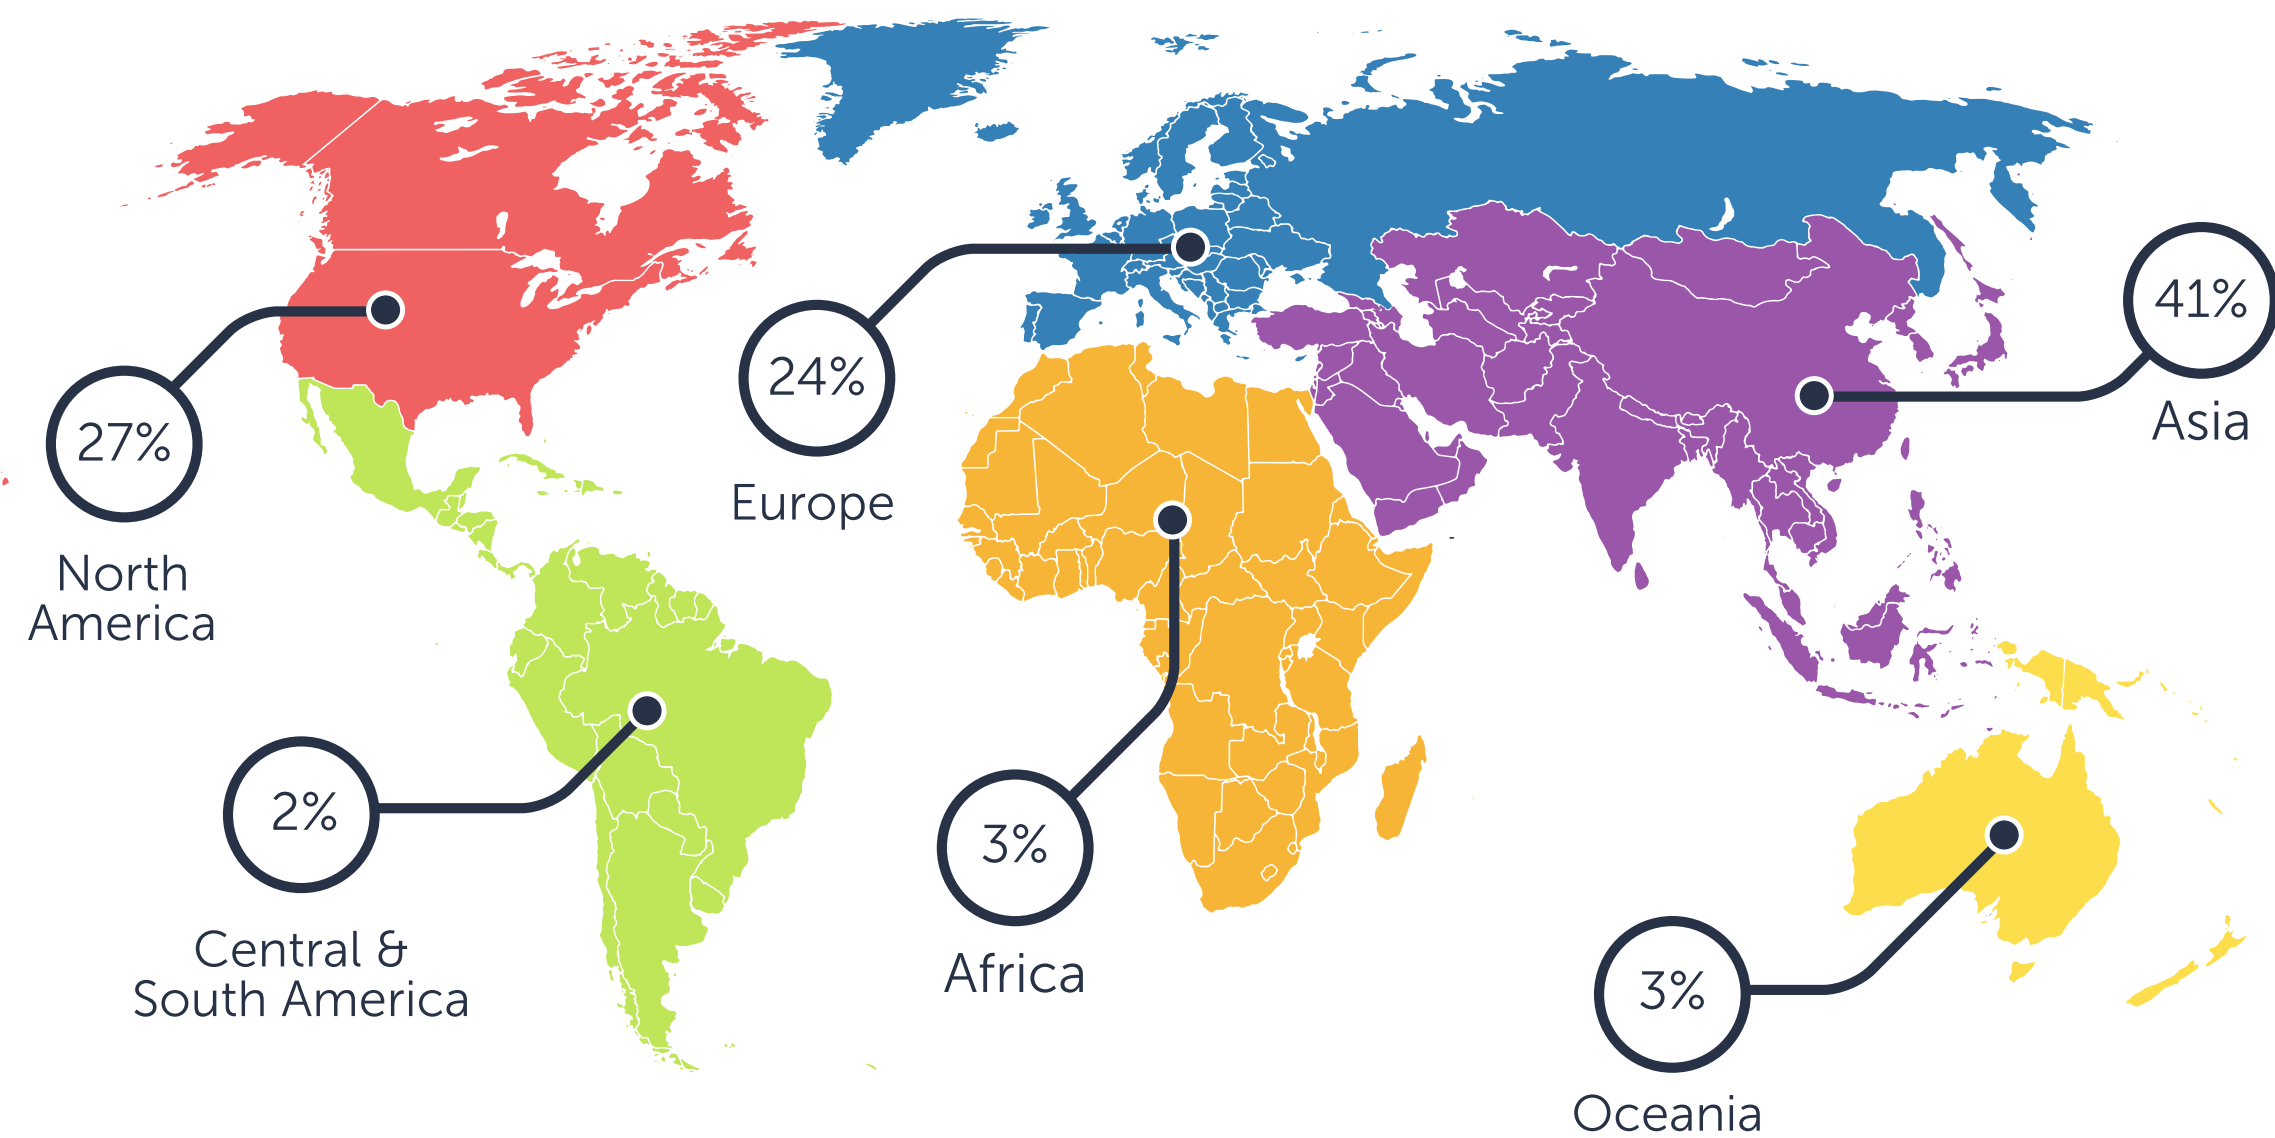 27%
North
America
24%
Europe
41%
Asia
2%
Central &
South America
3%
Africa
3%
Oceania